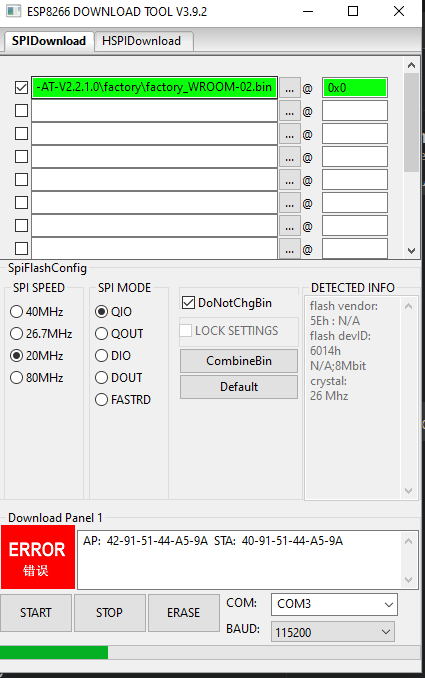 ESP8266 DOWNLOAD TOOL V3.9.2
SPIDownload HSPIDownload
-AT-V2.2.1.0\factory\factory_WROOM-02.bin ... @ 0x0
... @
... @
... @
... @
... @
... @
... @
SpiFlashConfig
SPI SPEED
40MHz
26.7MHz
20MHz
80MHz
SPI MODE
QIO
QOUT
DIO
DOUT
FASTRD
DoNotChgBin
LOCK SETTINGS
CombineBin
Default
DETECTED INFO
flash vendor:
5Eh : N/A
flash devID:
6014h
N/A;8Mbit
crystal:
26 Mhz
Download Panel 1
ERROR
错误
AP: 42-91-51-44-A5-9A STA: 40-91-51-44-A5-9A
START STOP ERASE
COM: COM3
BAUD: 115200